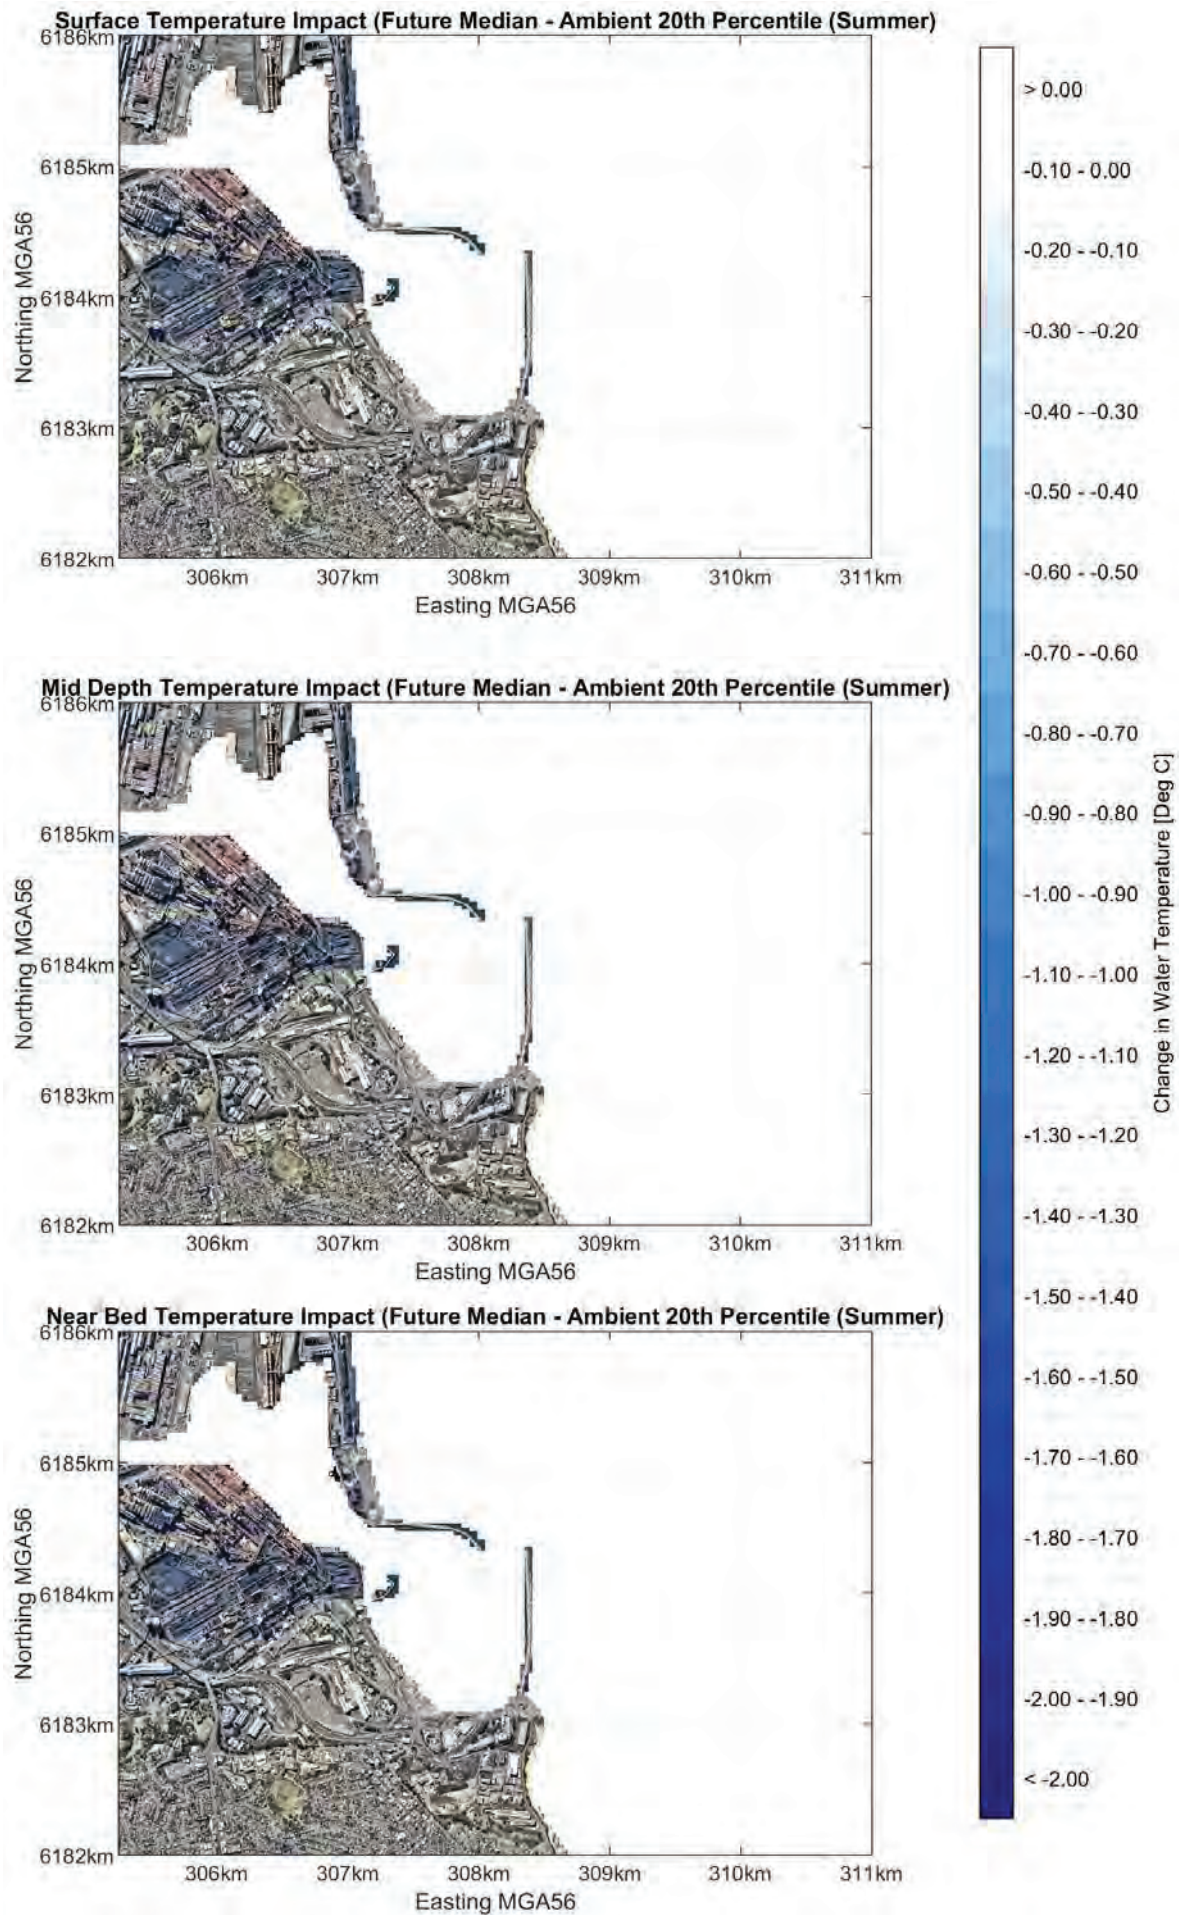 Surface Temperature Impact (Future Median - Ambient 20th Percentile (Summer)
6186km
6185km
6184km
6183km
6182km
Northing MGA56
306km 307km 308km 309km 310km 311km
Easting MGA56
Mid Depth Temperature Impact (Future Median - Ambient 20th Percentile (Summer)
6186km
6185km
6184km
6183km
6182km
Northing MGA56
306km 307km 308km 309km 310km 311km
Easting MGA56
Near Bed Temperature Impact (Future Median - Ambient 20th Percentile (Summer)
6186km
6185km
6184km
6183km
6182km
Northing MGA56
306km 307km 308km 309km 310km 311km
Easting MGA56
> 0.00
-0.10 - 0.00
-0.20 - -0.10
-0.30 - -0.20
-0.40 - -0.30
-0.50 - -0.40
-0.60 - -0.50
-0.70 - -0.60
-0.80 - -0.70
-0.90 - -0.80
-1.00 - -0.90
-1.10 - -1.00
-1.20 - -1.10
-1.30 - -1.20
-1.40 - -1.30
-1.50 - -1.40
-1.60 - -1.50
-1.70 - -1.60
-1.80 - -1.70
-1.90 - -1.80
-2.00 - -1.90
< -2.00
Change in Water Temperature [Deg C]